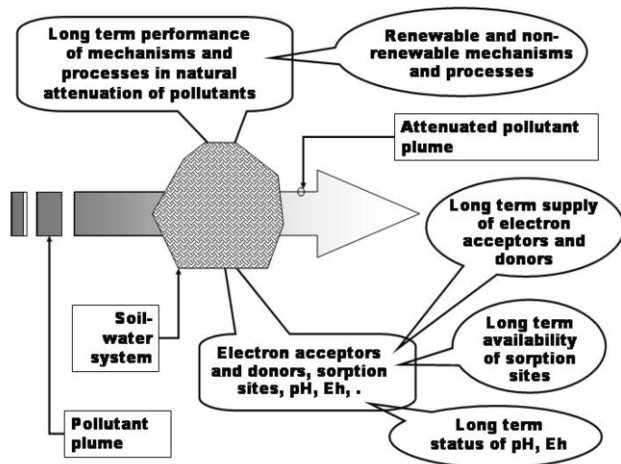 Long term performance
of mechanisms and
processes in natural
attenuation of pollutants
Renewable and non-
renewable mechanisms
and processes
Attenuated pollutant
plume
Long term supply
of electron
acceptors and
donors
Soil-
water
system
Electron acceptors
and donors, sorption
sites, pH, Eh, .
Long term
availability
of sorption
sites
Pollutant
plume
Long term
status of pH, Eh